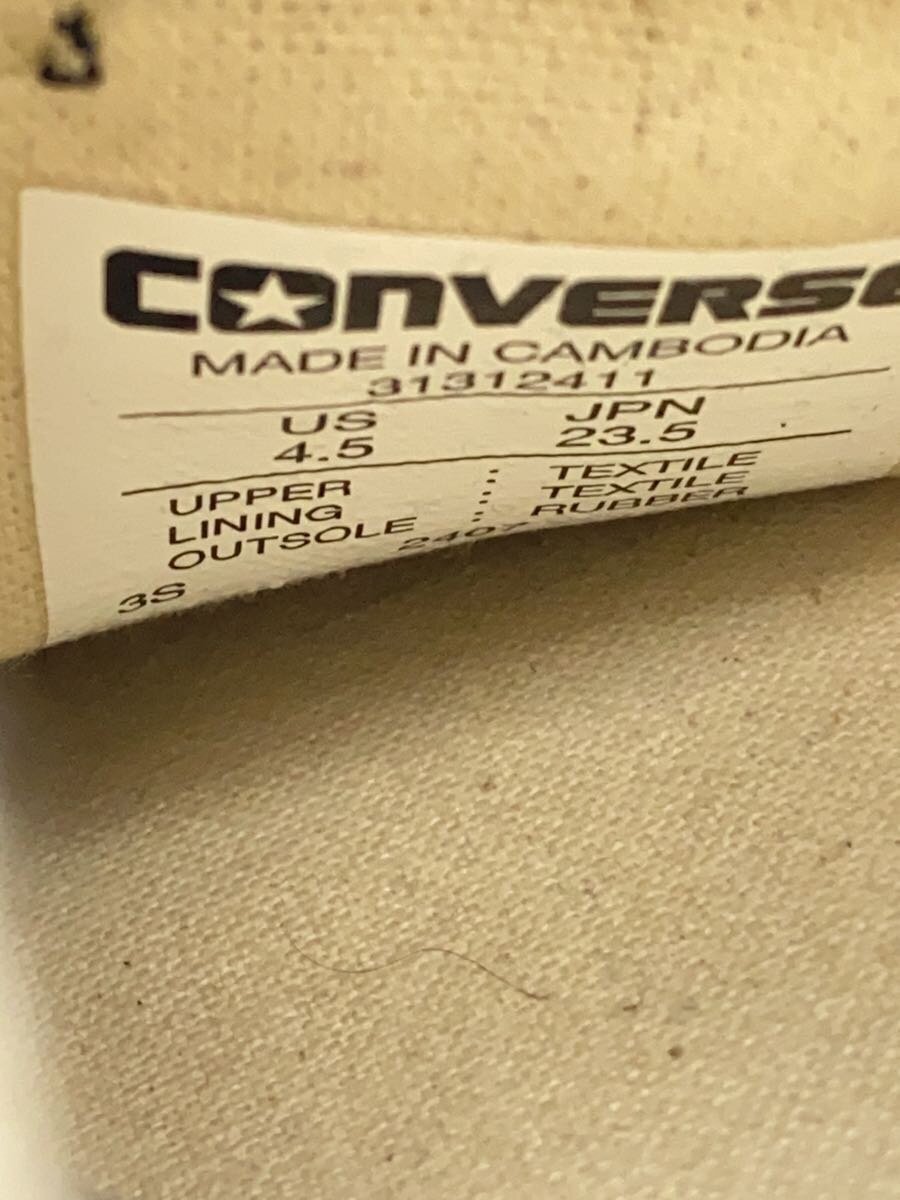 CONVERSE
MADE IN CAMBODIA
31312411
US JPN
4.5 23.5
UPPER : TEXTILE
LINING : TEXTILE
OUTSOLE : RUBBER
3S 2407